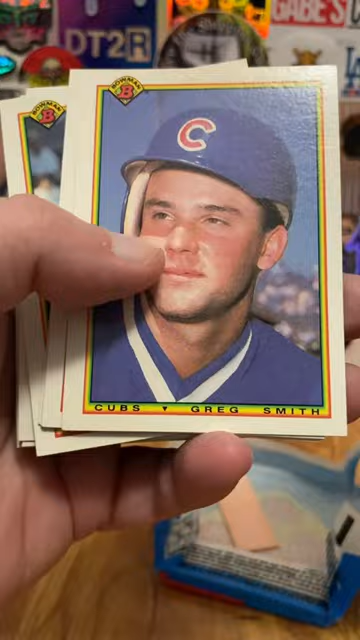 GABE'S
DT2R
BOWMAN
B
BOWMAN
B
C
CUBS ▼ GREG SMITH